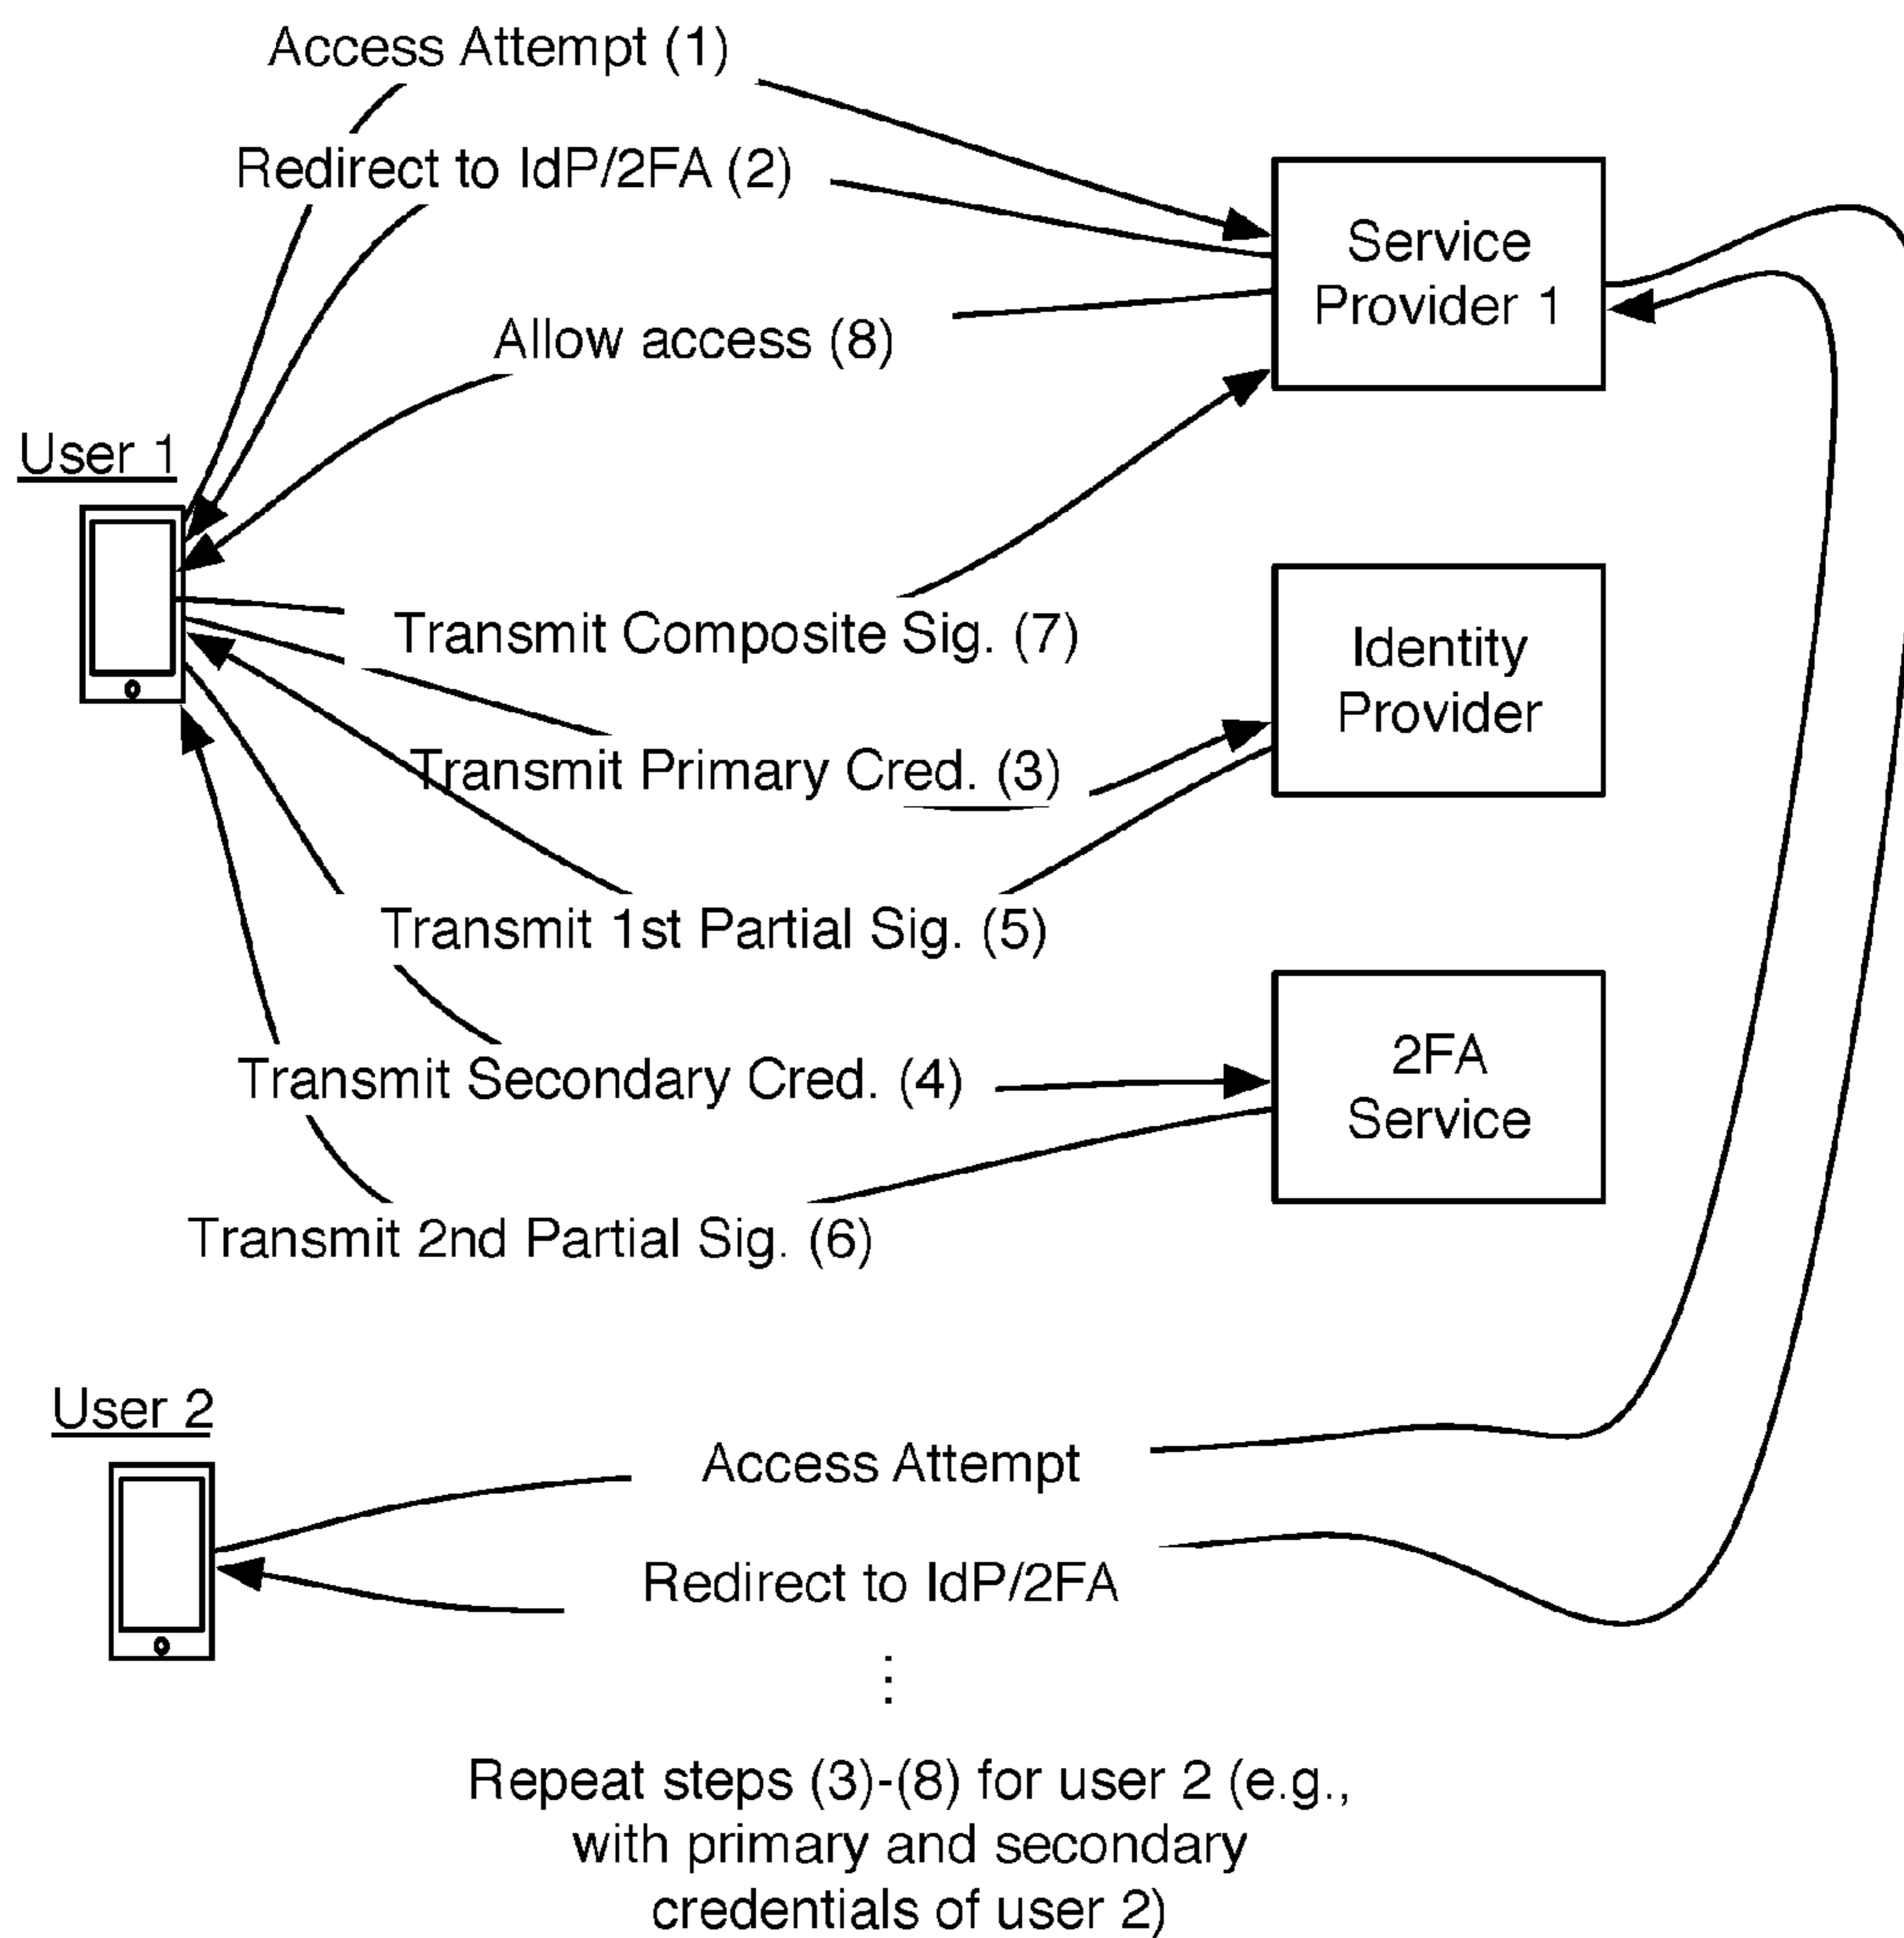 Access Attempt (1)
Redirect to IdP/2FA (2)
Service
Provider 1
Allow access (8)
User 1
Transmit Composite Sig. (7)
Identity
Provider
Transmit Primary Cred. (3)
Transmit 1st Partial Sig. (5)
2FA
Service
Transmit Secondary Cred. (4)
Transmit 2nd Partial Sig. (6)
User 2
Access Attempt
Redirect to IdP/2FA
⋮
Repeat steps (3)-(8) for user 2 (e.g.,
with primary and secondary
credentials of user 2)